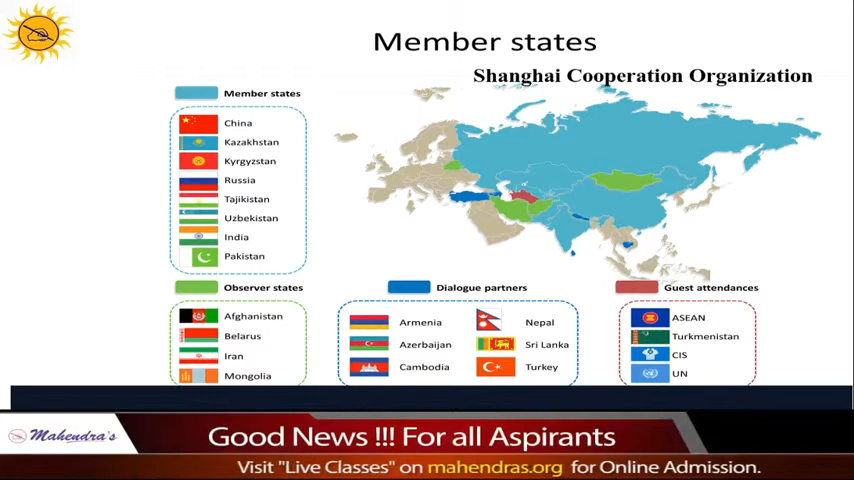 Member states
Shanghai Cooperation Organization
Member states
China
Kazakhstan
Kyrgyzstan
Russia
Tajikistan
Uzbekistan
India
Pakistan
Observer states
Afghanistan
Belarus
Iran
Mongolia
Dialogue partners
Armenia
Azerbaijan
Cambodia
Nepal
Sri Lanka
Turkey
Guest attendances
ASEAN
Turkmenistan
CIS
UN
Mahendra's
Good News !!! For all Aspirants
Visit "Live Classes" on mahendras.org for Online Admission.